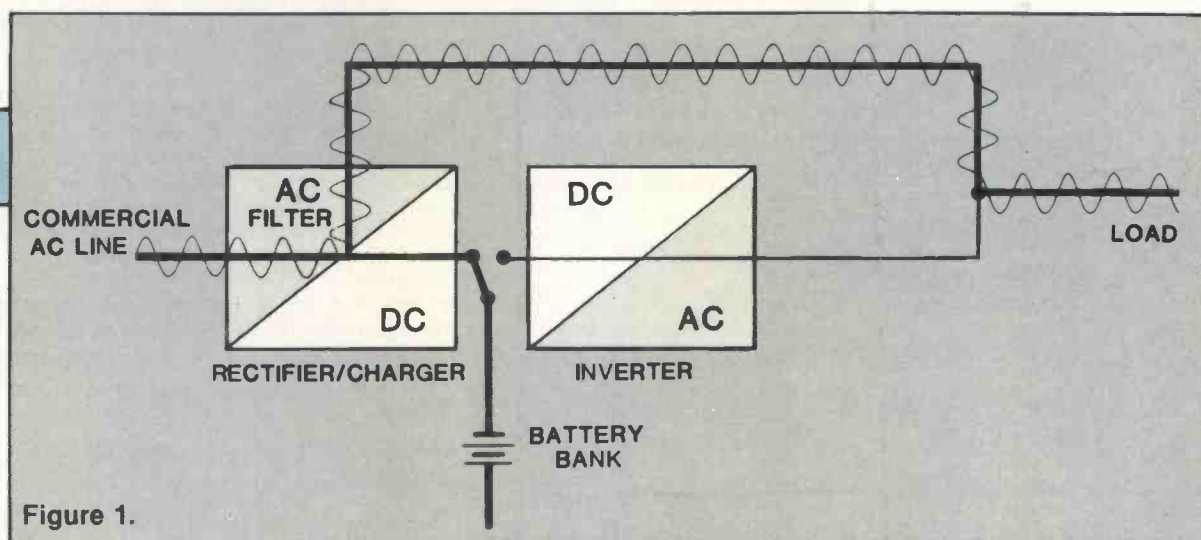 AC
FILTER
COMMERCIAL
AC LINE
DC
RECTIFIER/CHARGER
DC
AC
INVERTER
LOAD
BATTERY
BANK
Figure 1.